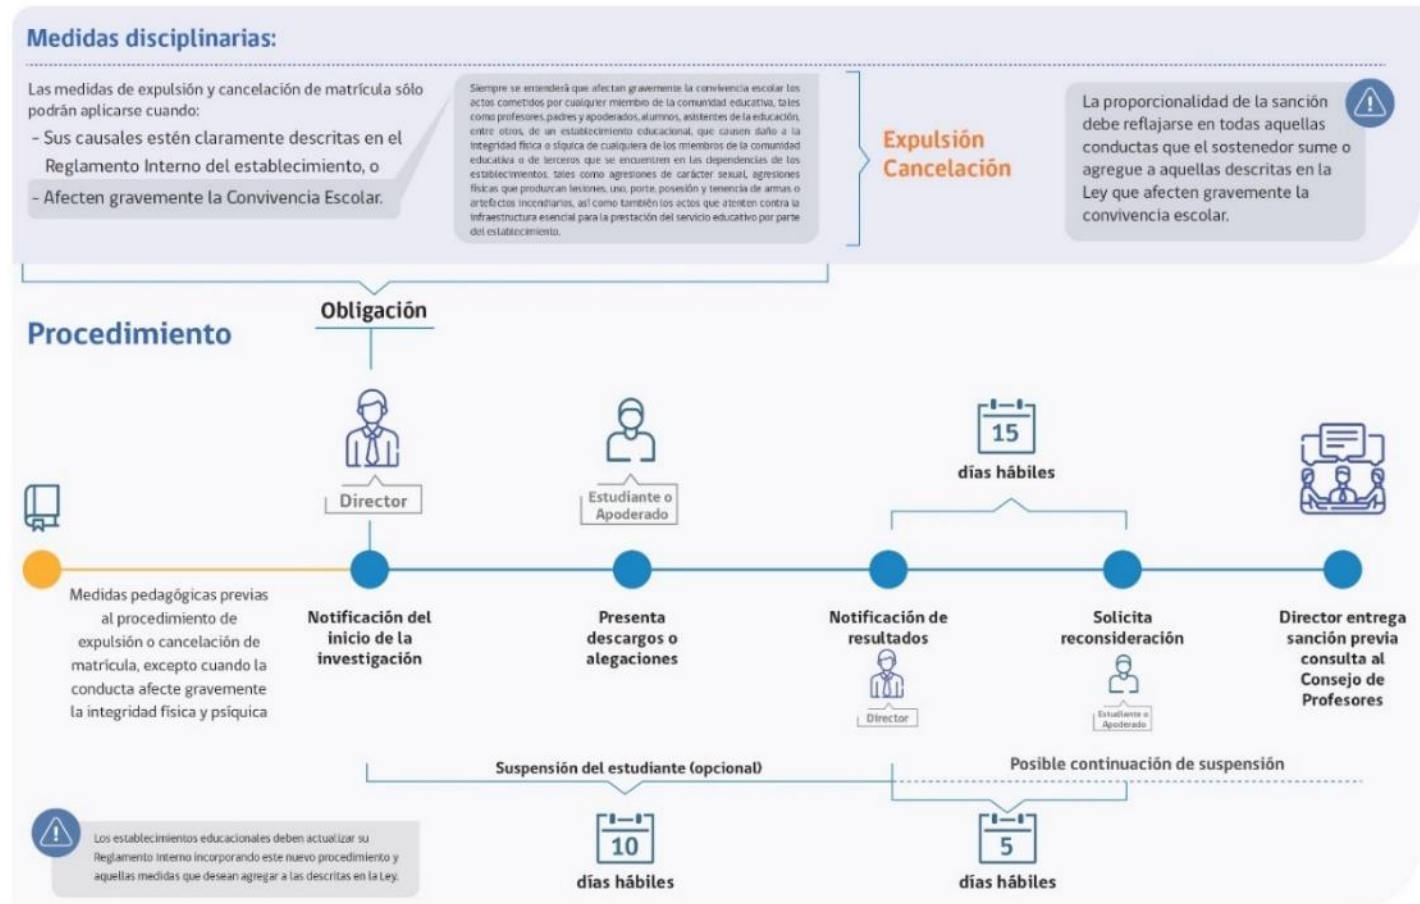 Medidas disciplinarias:
Las medidas de expulsión y cancelación de matrícula sólo
podrán aplicarse cuando:
- Sus causales estén claramente descritas en el
Reglamento Interno del establecimiento, o
- Afecten gravemente la Convivencia Escolar.
Siempre se entenderá que afectan gravemente la convivencia escolar los
actos cometidos por cualquier miembro de la comunidad educativa, tales
como profesores, padres y apoderados, alumnos, asistentes de la educación,
entre otros, de un establecimiento educacional, que causen daño a la
integridad física o síquica de cualquiera de los miembros de la comunidad
educativa o de terceros que se encuentren en las dependencias de los
establecimientos, tales como agresiones de carácter sexual, agresiones
físicas que produzcan lesiones, uso, porte, posesión y tenencia de armas o
artefactos incendiarios, así como también los actos que atenten contra la
infraestructura esencial para la prestación del servicio educativo por parte
del establecimiento.
Expulsión
Cancelación
La proporcionalidad de la sanción
debe reflajarse en todas aquellas
conductas que el sostenedor sume o
agregue a aquellas descritas en la
Ley que afecten gravemente la
convivencia escolar.
Procedimiento
Obligación
Director
Estudiante o
Apoderado
15
días hábiles
Medidas pedagógicas previas
al procedimiento de
expulsión o cancelación de
matrícula, excepto cuando la
conducta afecte gravemente
la integridad física y psíquica
Notificación del
inicio de la
investigación
Presenta
descargos o
alegaciones
Notificación de
resultados
Director
Solicita
reconsideración
Estudiante o
Apoderado
Director entrega
sanción previa
consulta al
Consejo de
Profesores
Suspensión del estudiante (opcional)
Posible continuación de suspensión
10
días hábiles
5
días hábiles
Los establecimientos educacionales deben actualizar su
Reglamento Interno incorporando este nuevo procedimiento y
aquellas medidas que desean agregar a las descritas en la Ley.